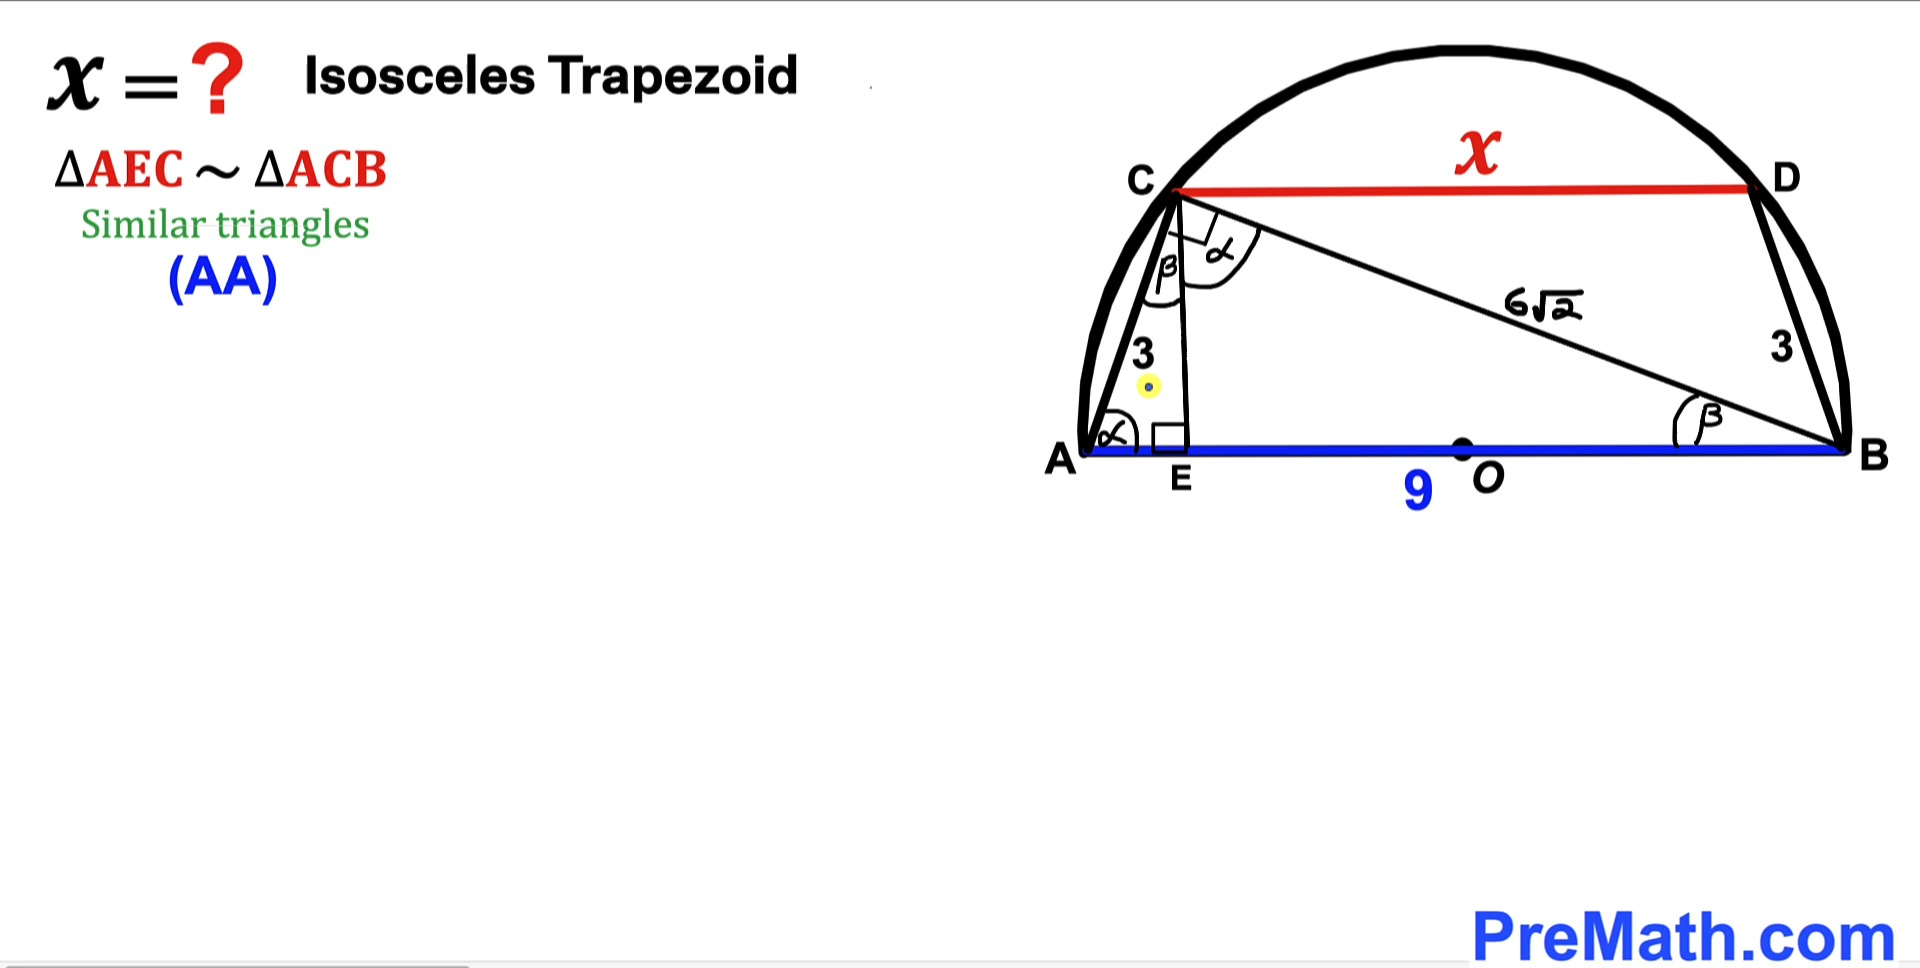 x = ? Isosceles Trapezoid
ΔAEC ~ ΔACB
Similar triangles
(AA)
x
C
D
α
β
6√2
3
3
α
β
A
B
E
9
O
PreMath.com